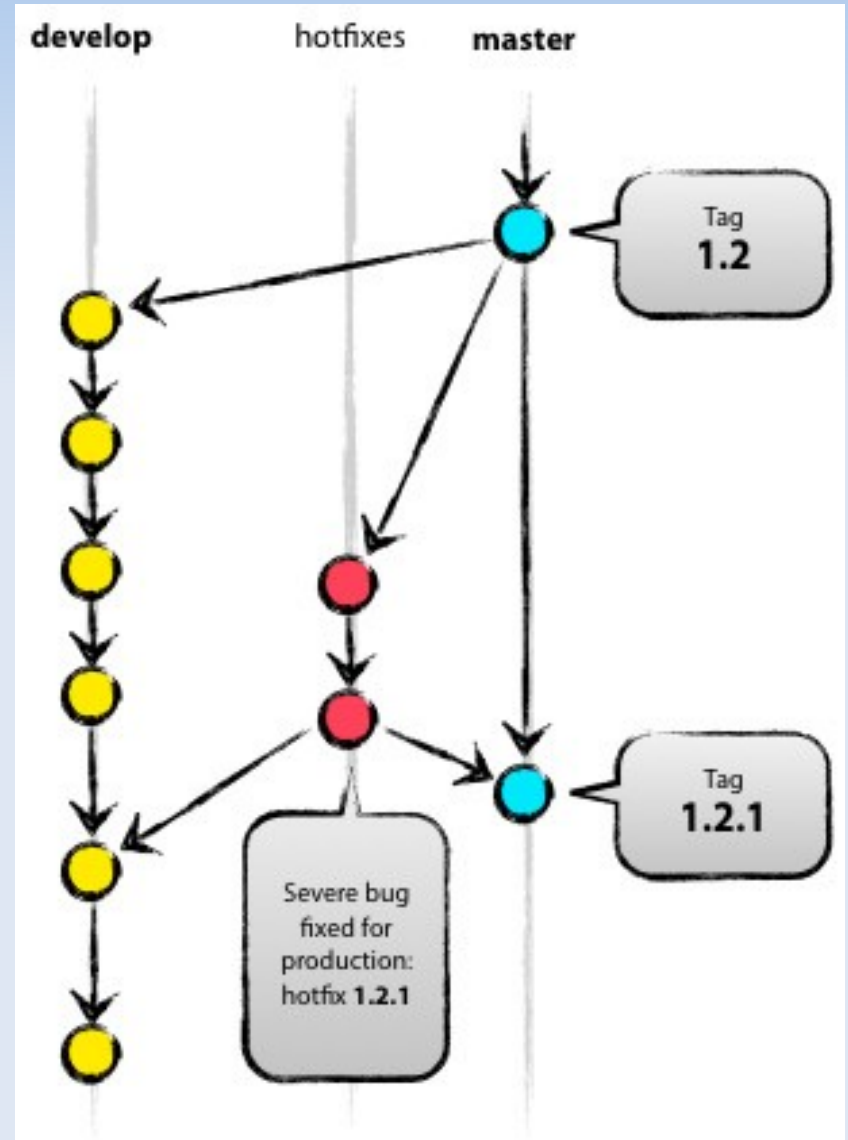 develop hotfixes master
Tag
1.2
Tag
1.2.1
Severe bug
fixed for
production:
hotfix 1.2.1